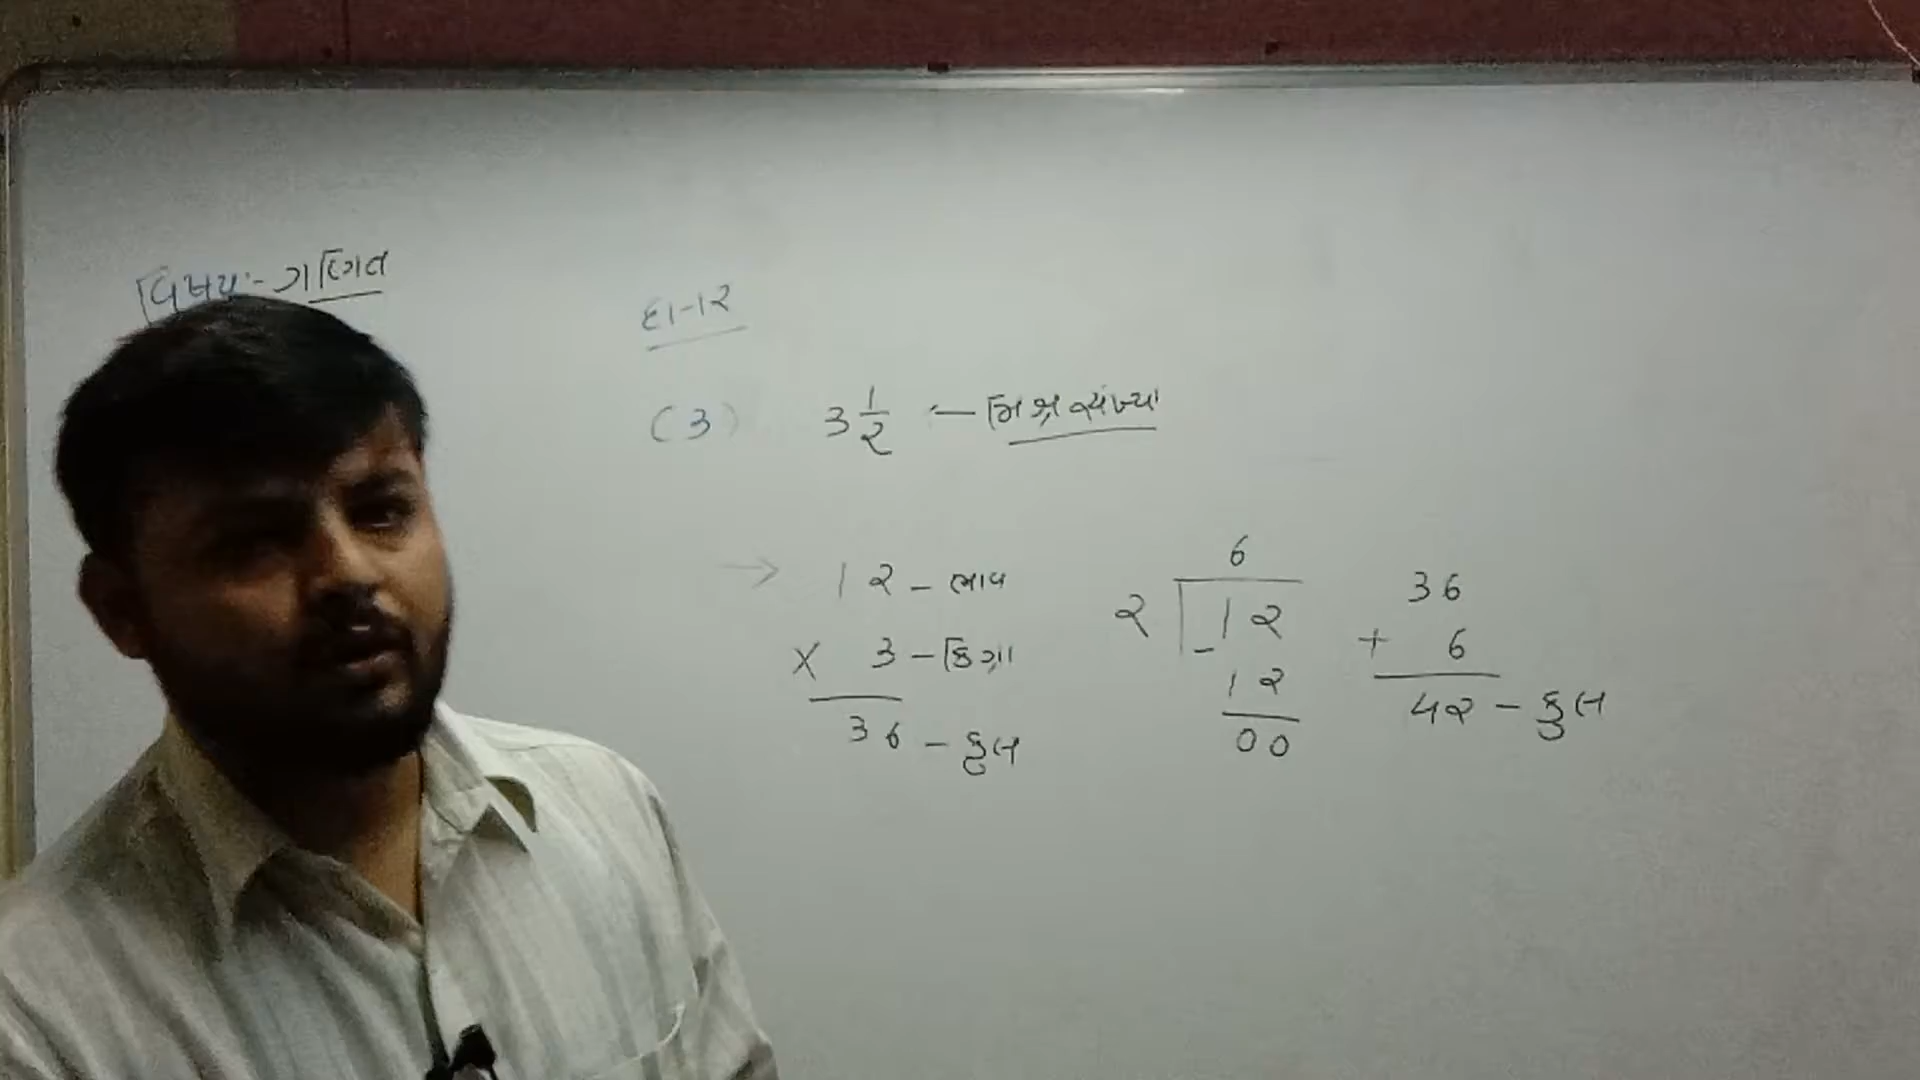 વિષય:- ગણિત
દા-૧૨
(૩) ૩ ૧/૨ :— મિશ્ર સંખ્યા
→ ૧૨ - ભાવ
× ૩ - કિગ્રા
૩૬ - કુલ
૬
૨ ૧૨
- ૧૨
૦૦
૩૬
+ ૬
૪૨ - કુલ